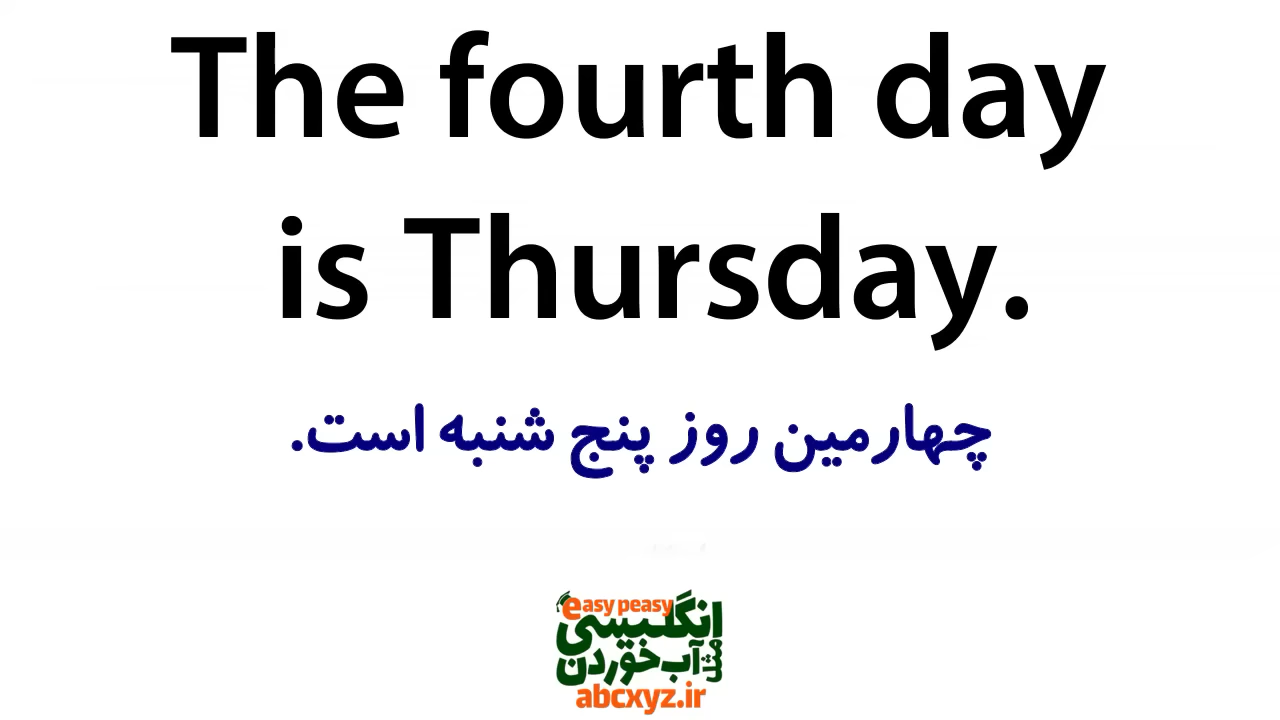 The fourth day
is Thursday.
چهارمین روز پنج شنبه است.
easy peasy
انگلیسی
مثل آب خوردن
abcxyz.ir